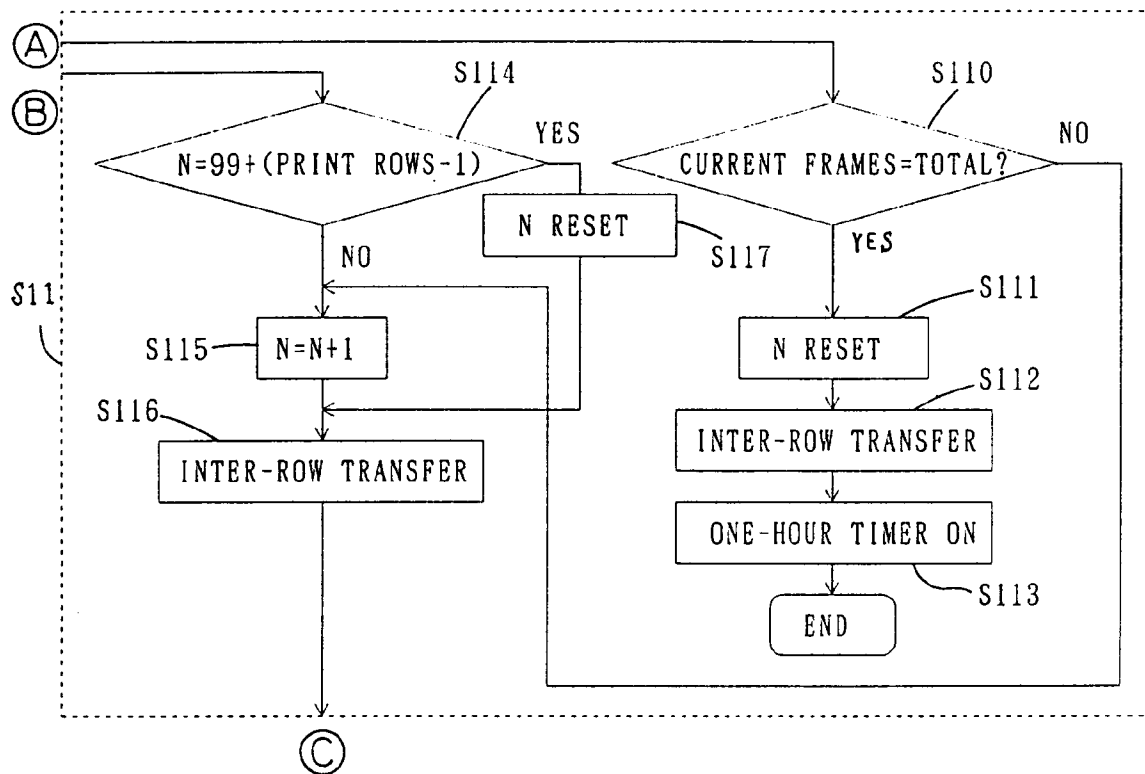 A
B
S114
S110
YES
NO
N=99+(PRINT ROWS-1)
CURRENT FRAMES=TOTAL?
N RESET
S117
YES
NO
S11
S111
S115
N=N+1
N RESET
S112
S116
INTER-ROW TRANSFER
INTER-ROW TRANSFER
ONE-HOUR TIMER ON
S113
END
C